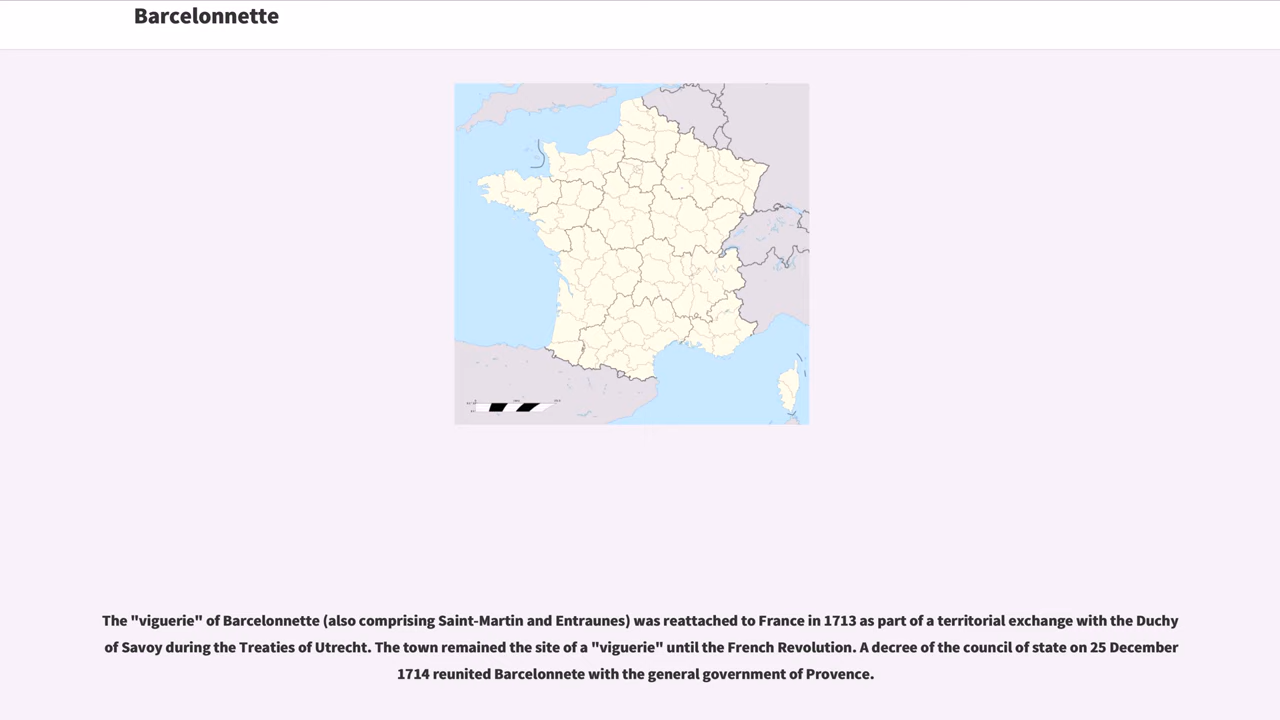 Barcelonnette
The "viguerie" of Barcelonnette (also comprising Saint-Martin and Entraunes) was reattached to France in 1713 as part of a territorial exchange with the Duchy
of Savoy during the Treaties of Utrecht. The town remained the site of a "viguerie" until the French Revolution. A decree of the council of state on 25 December
1714 reunited Barcelonnete with the general government of Provence.